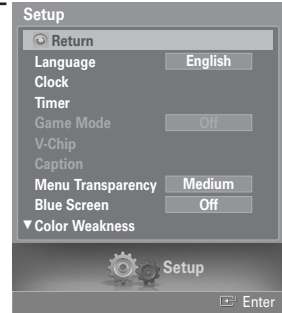 Setup
Return
Language English
Clock
Timer
Game Mode Off
V-Chip
Caption
Menu Transparency Medium
Blue Screen Off
▼ Color Weakness
Setup
Enter